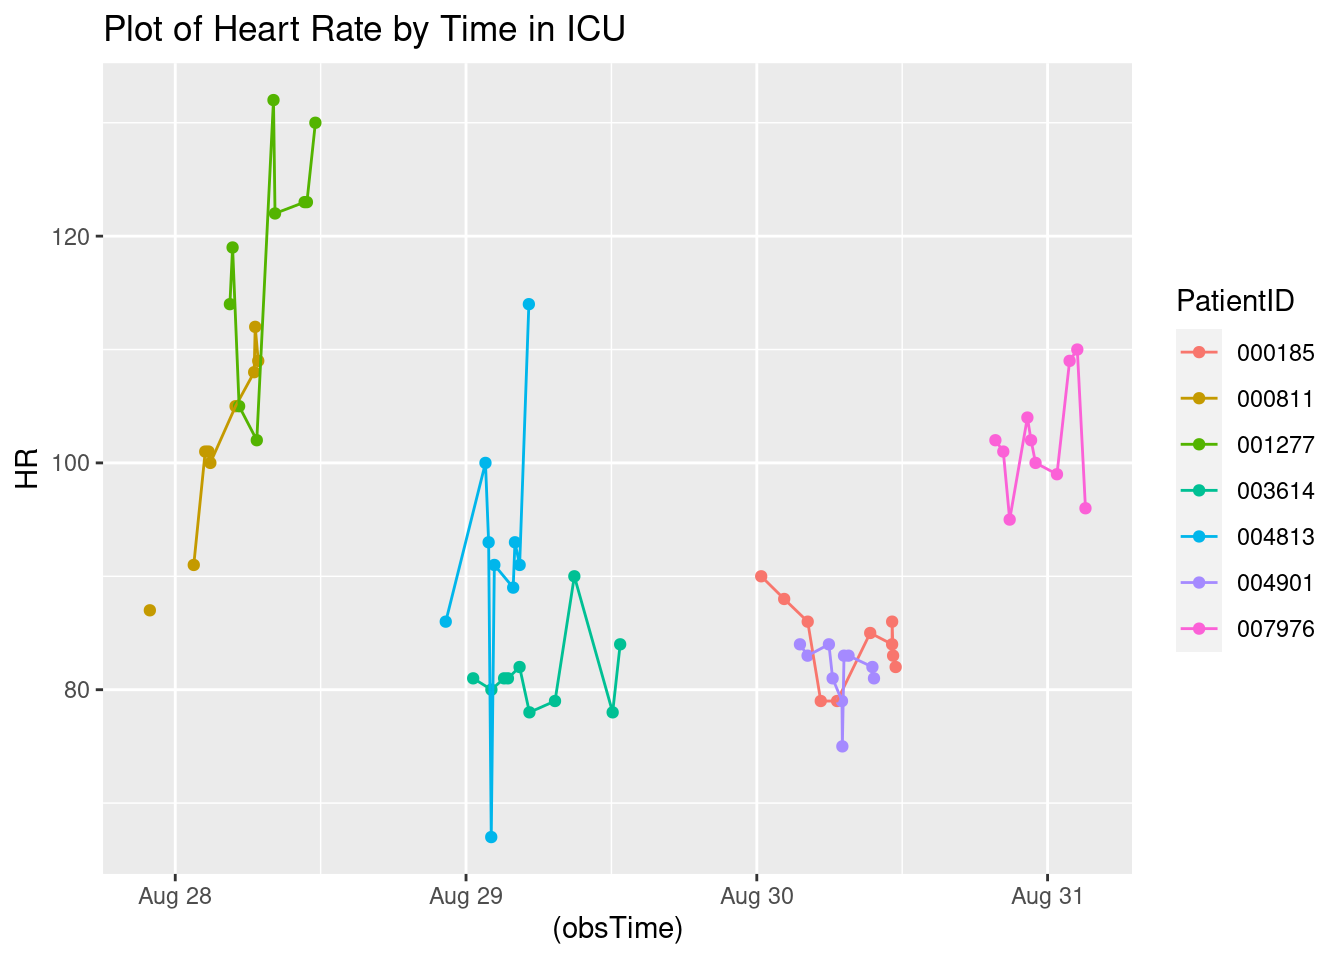 Plot of Heart Rate by Time in ICU
HR
120
100
80
Aug 28
Aug 29
Aug 30
Aug 31
(obsTime)
PatientID
000185
000811
001277
003614
004813
004901
007976